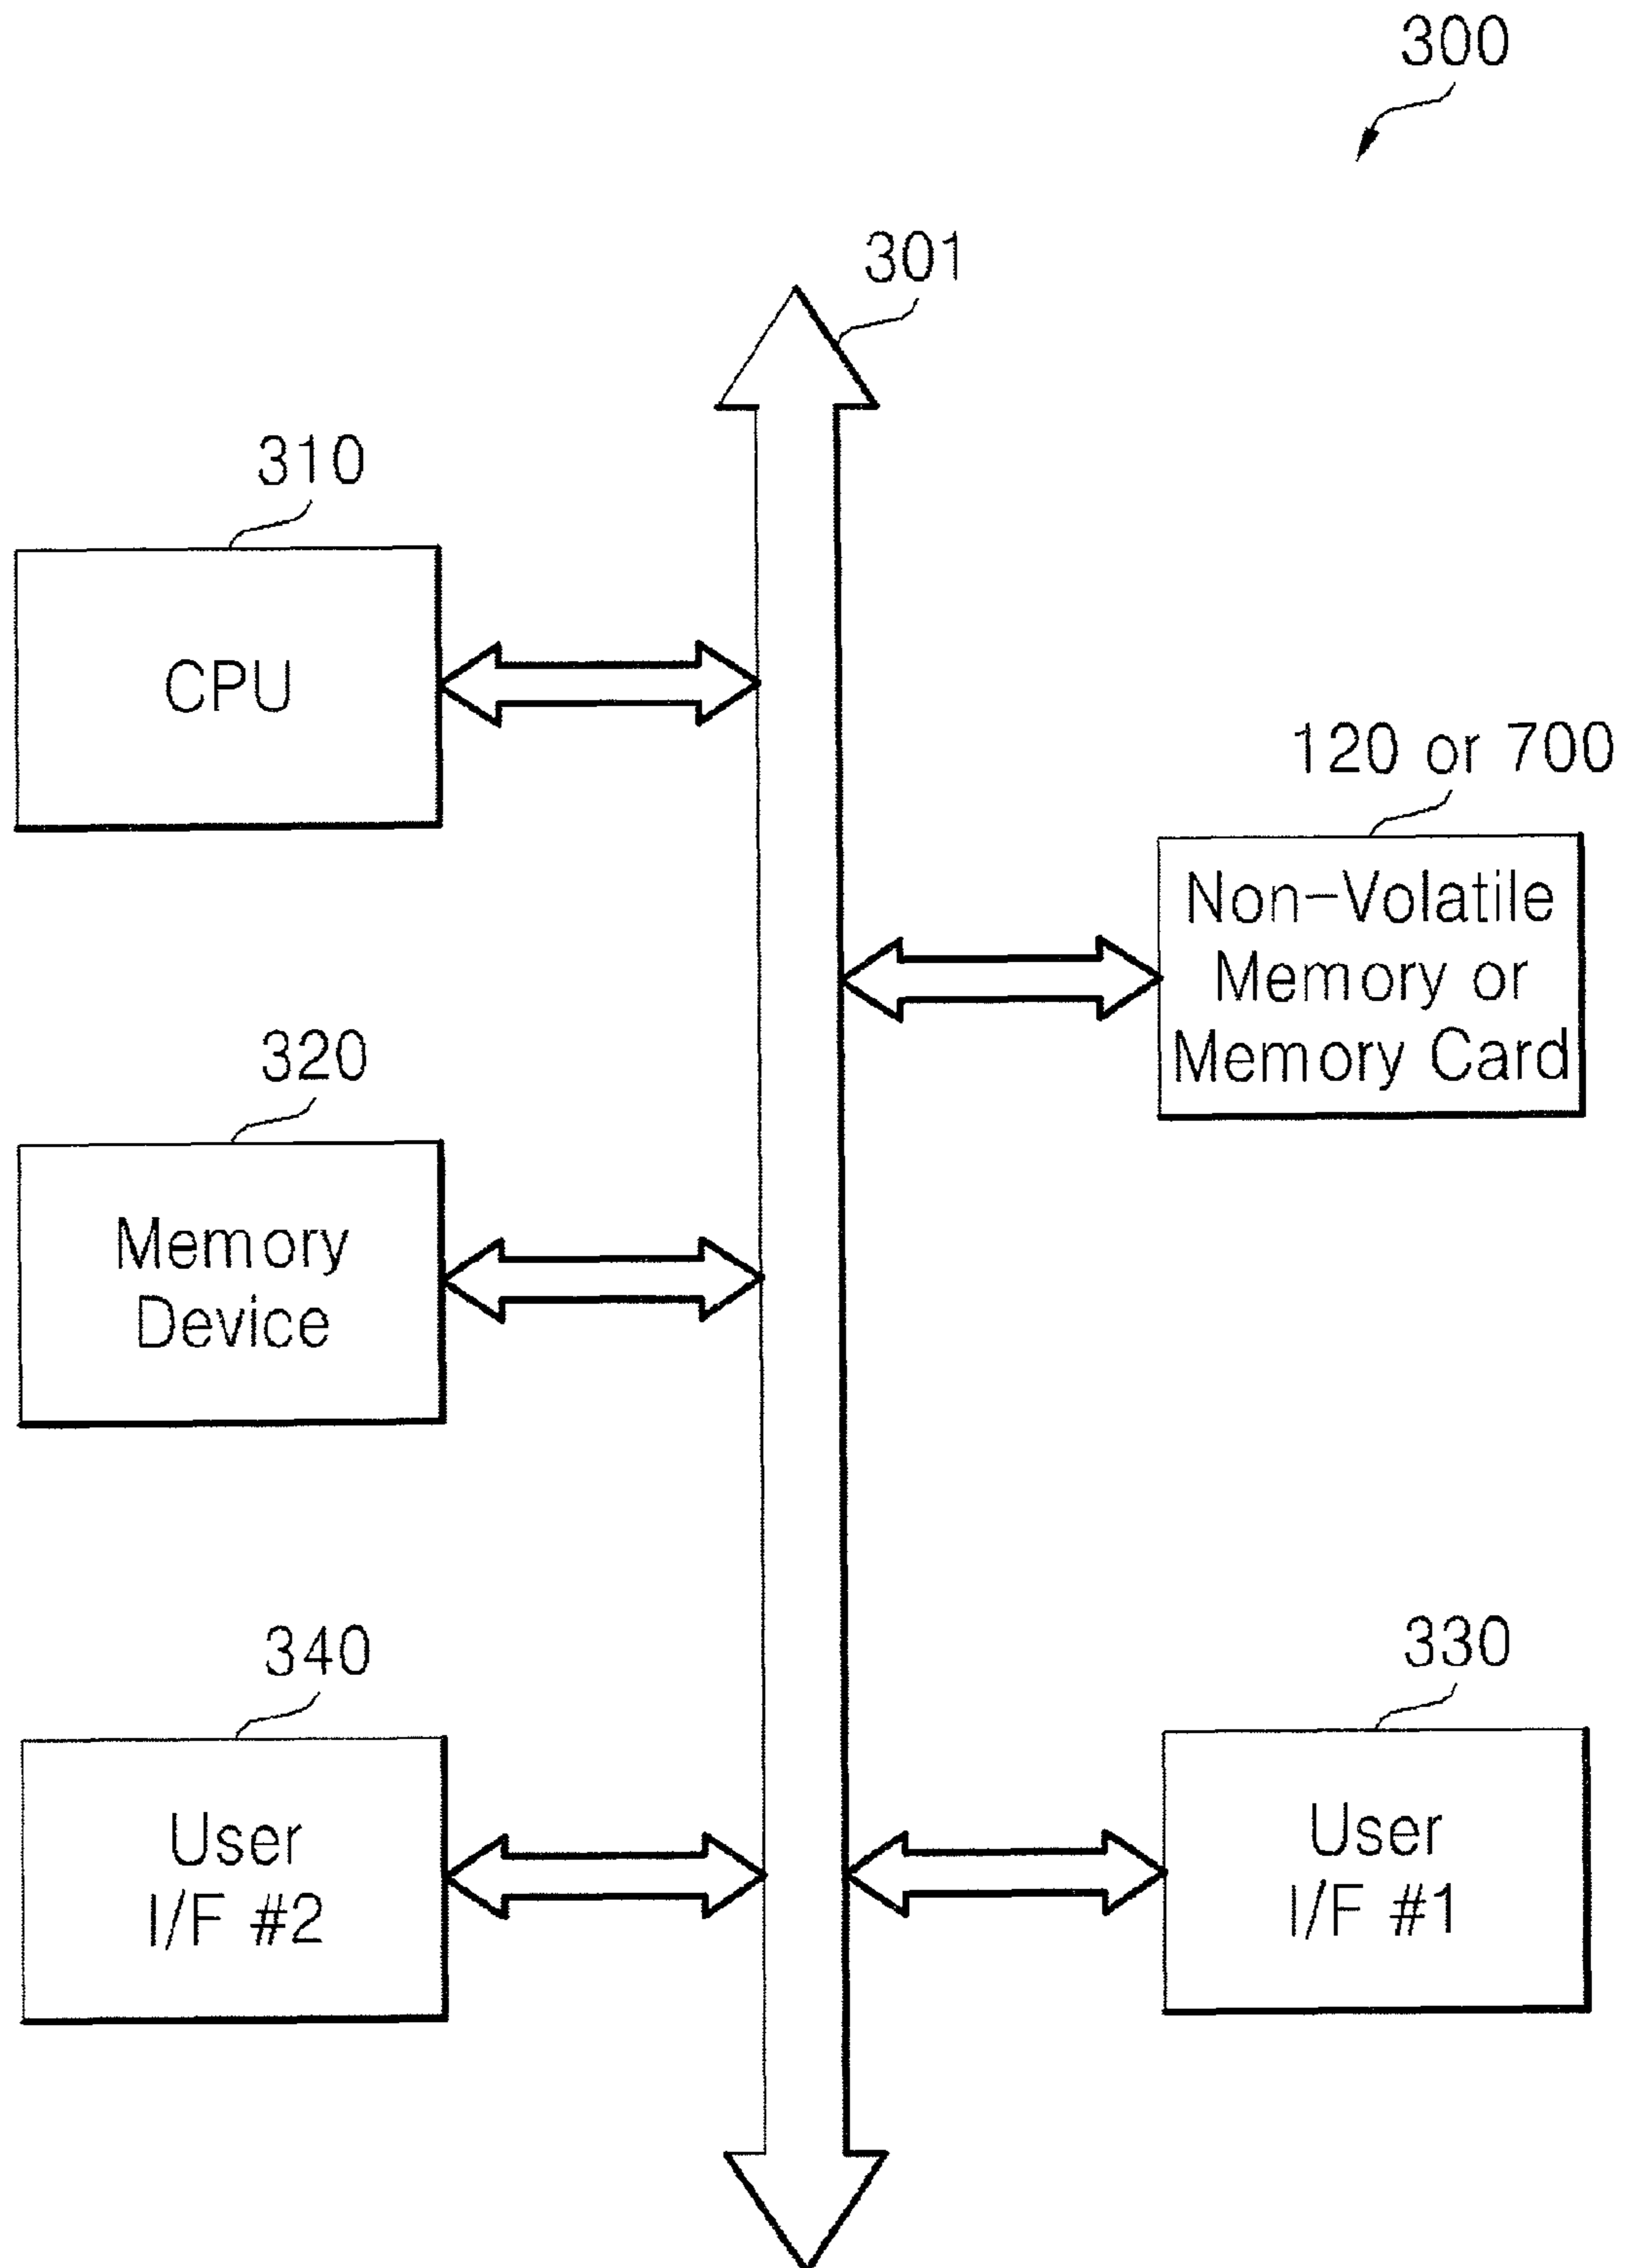 300
301
310
CPU
120 or 700
Non-Volatile
Memory or
Memory Card
320
Memory
Device
340
User
I/F #2
330
User
I/F #1